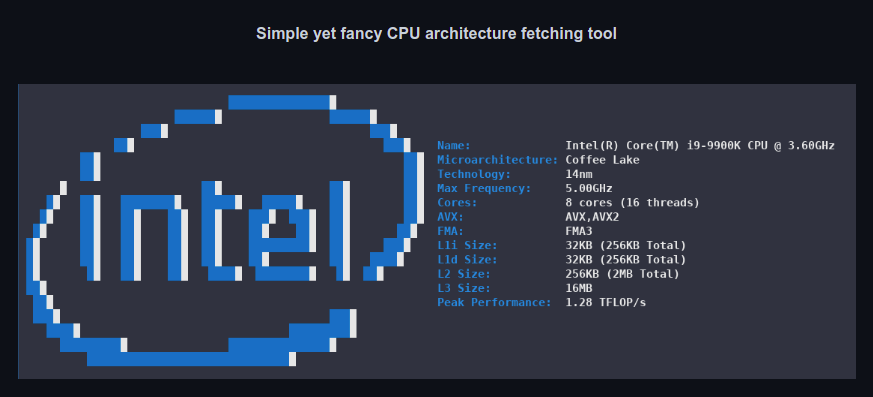 Simple yet fancy CPU architecture fetching tool
intel
Name: Intel(R) Core(TM) i9-9900K CPU @ 3.60GHz
Microarchitecture: Coffee Lake
Technology: 14nm
Max Frequency: 5.00GHz
Cores: 8 cores (16 threads)
AVX: AVX,AVX2
FMA: FMA3
L1i Size: 32KB (256KB Total)
L1d Size: 32KB (256KB Total)
L2 Size: 256KB (2MB Total)
L3 Size: 16MB
Peak Performance: 1.28 TFLOP/s